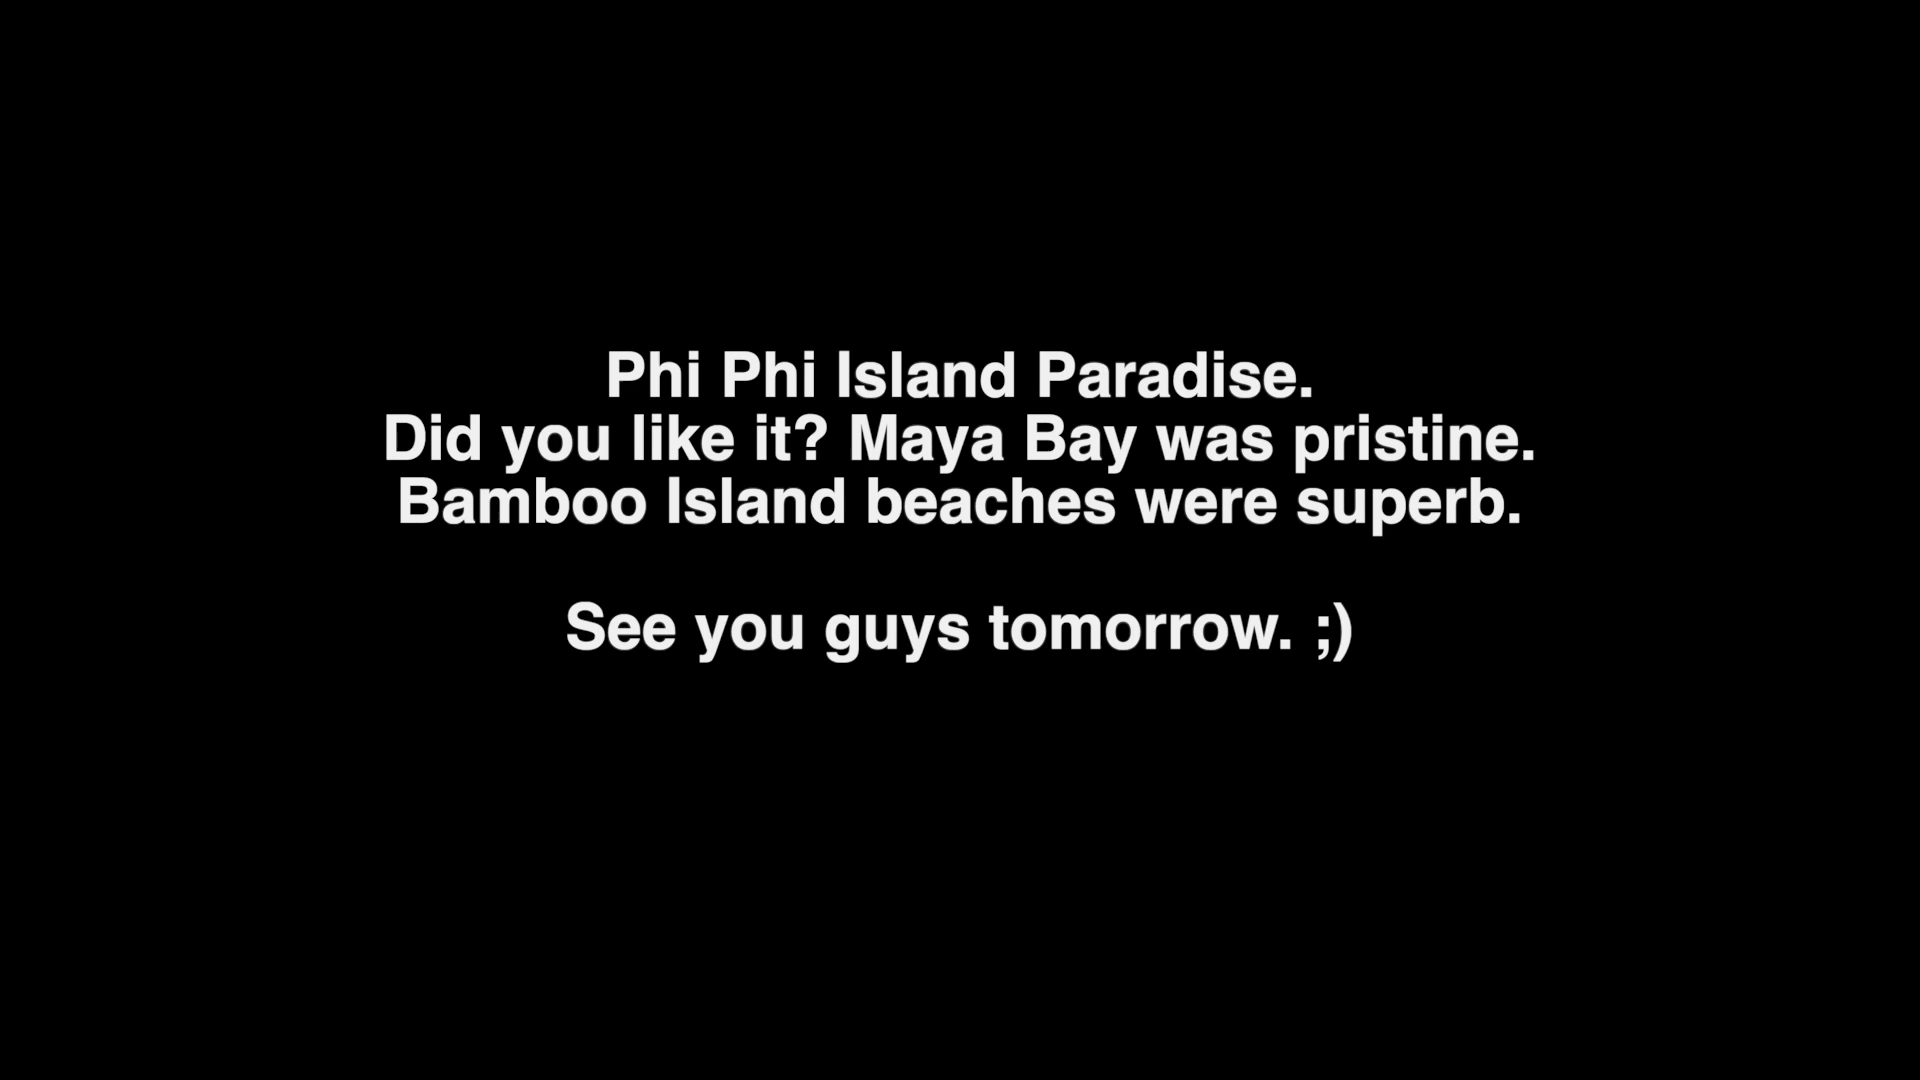 Phi Phi Island Paradise.
Did you like it? Maya Bay was pristine.
Bamboo Island beaches were superb.
See you guys tomorrow. ;)